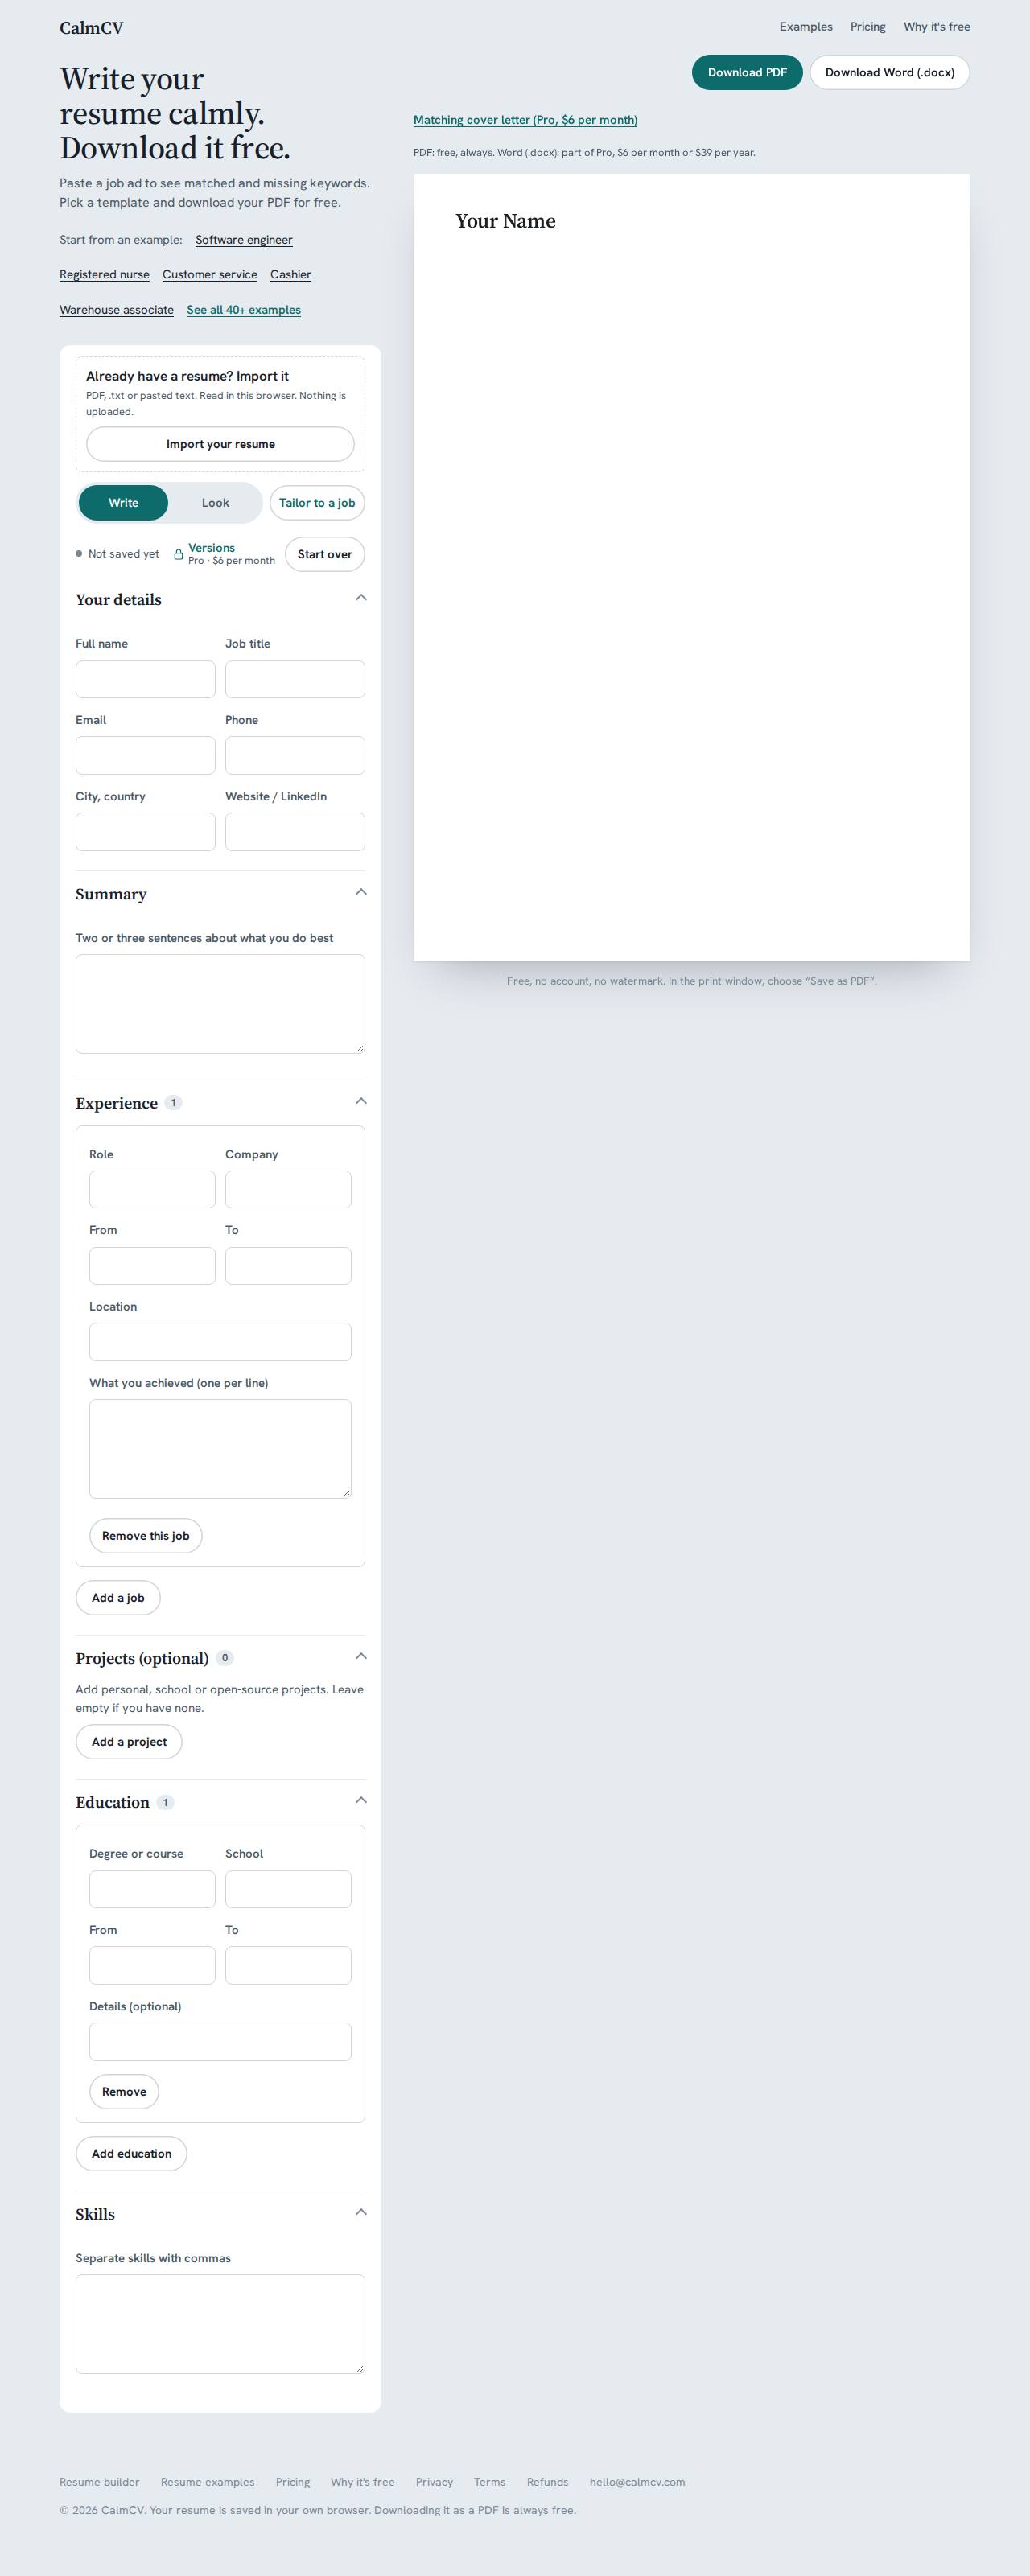 CalmCV
Examples
Pricing
Why it's free
Write your
resume calmly.
Download it free.
Paste a job ad to see matched and missing keywords.
Pick a template and download your PDF for free.
Start from an example: Software engineer
Registered nurse Customer service Cashier
Warehouse associate See all 40+ examples
Download PDF
Download Word (.docx)
Matching cover letter (Pro, $6 per month)
PDF: free, always. Word (.docx): part of Pro, $6 per month or $39 per year.
Your Name
Free, no account, no watermark. In the print window, choose “Save as PDF”.
Already have a resume? Import it
PDF, .txt or pasted text. Read in this browser. Nothing is
uploaded.
Import your resume
Write
Look
Tailor to a job
Not saved yet
Versions
Pro · $6 per month
Start over
Your details
Full name
Job title
Email
Phone
City, country
Website / LinkedIn
Summary
Two or three sentences about what you do best
Experience 1
Role
Company
From
To
Location
What you achieved (one per line)
Remove this job
Add a job
Projects (optional) 0
Add personal, school or open-source projects. Leave
empty if you have none.
Add a project
Education 1
Degree or course
School
From
To
Details (optional)
Remove
Add education
Skills
Separate skills with commas
Resume builder Resume examples Pricing Why it's free Privacy Terms Refunds hello@calmcv.com
© 2026 CalmCV. Your resume is saved in your own browser. Downloading it as a PDF is always free.